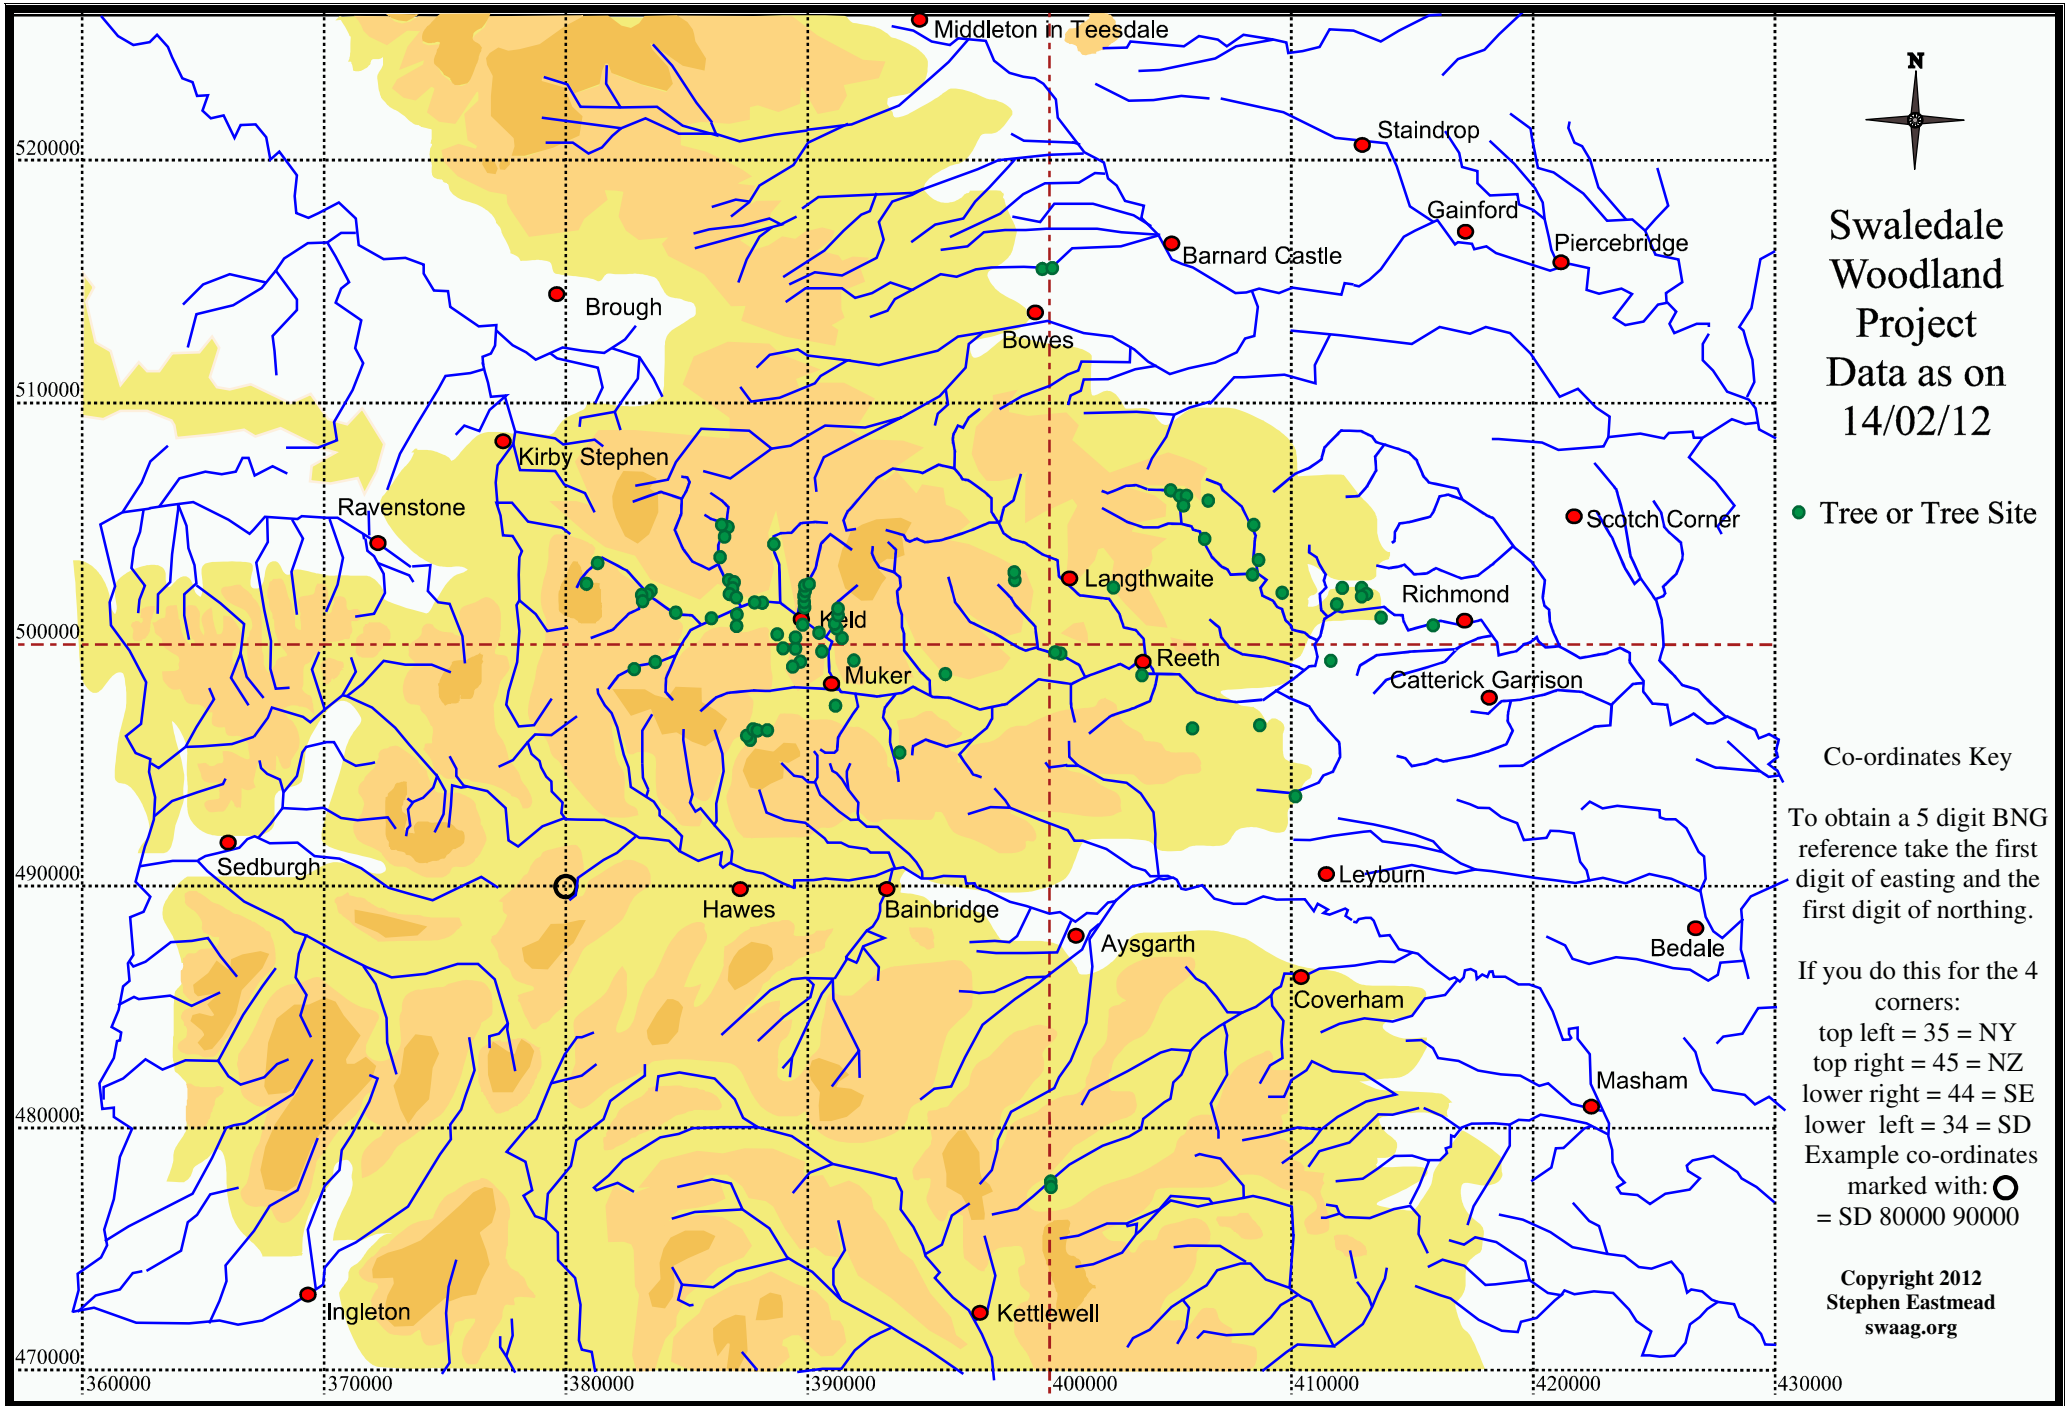 Middleton in Teesdale
N
Staindrop
520000
Swaledale
Woodland
Project
Data as on
14/02/12
Gainford
Piercebridge
Barnard Castle
Brough
Bowes
510000
Kirby Stephen
Ravenstone
Scotch Corner
Tree or Tree Site
Langthwaite
Richmond
Keld
500000
Reeth
Muker
Catterick Garrison
Co-ordinates Key
To obtain a 5 digit BNG
reference take the first
digit of easting and the
first digit of northing.
Sedburgh
Leyburn
490000
Hawes
Bainbridge
Aysgarth
Bedale
If you do this for the 4
corners:
top left = 35 = NY
top right = 45 = NZ
lower right = 44 = SE
lower left = 34 = SD
Example co-ordinates
marked with:
= SD 80000 90000
Coverham
Masham
480000
Copyright 2012
Stephen Eastmead
swaag.org
Ingleton
Kettlewell
470000
360000
370000
380000
390000
400000
410000
420000
430000